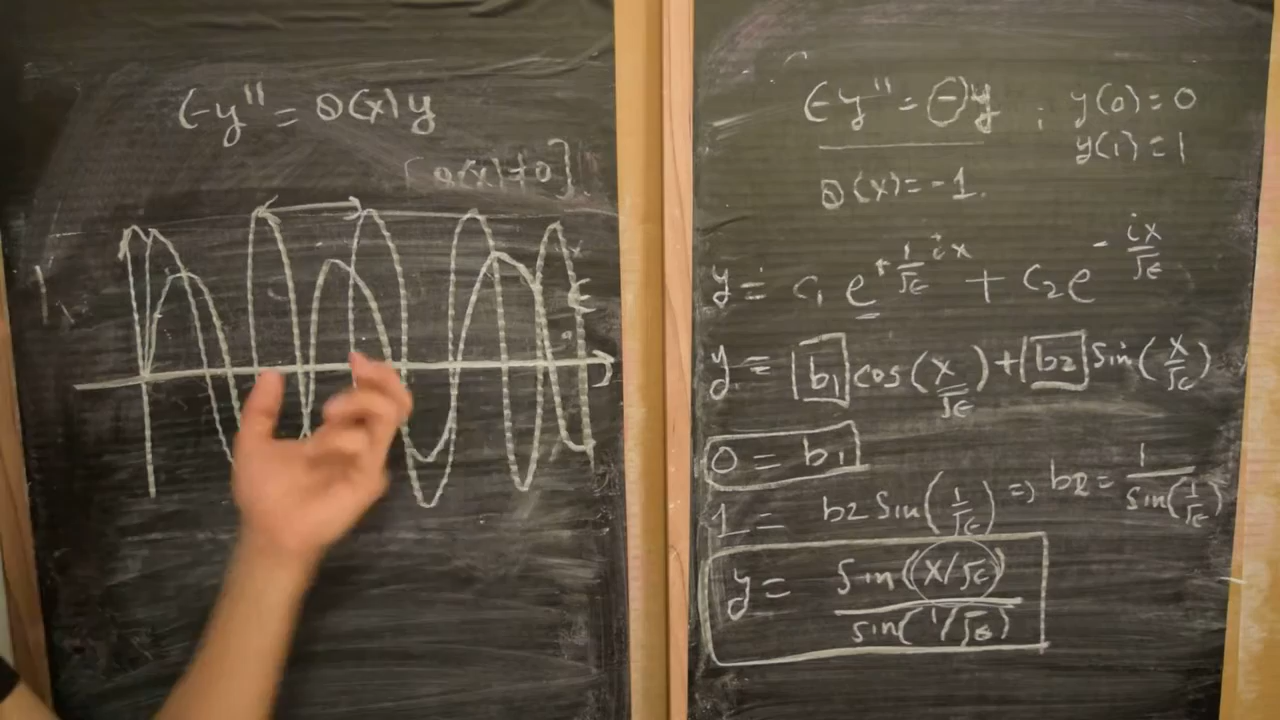 ϵy'' = Q(x)y
[Q(x)≠0]
ϵy'' = -y ; y(0)=0
y(1)=1
Q(x)=-1.
y = c₁ e^{+ 1/√ϵ ix} + c₂ e^{- ix/√ϵ}
y = b₁ cos(x/√ϵ) + b₂ sin(x/√ϵ)
0 = b₁
1 = b₂ sin(1/√ϵ) => b₂ = 1/sin(1/√ϵ)
y = sin(x/√ϵ)/sin(1/√ϵ)